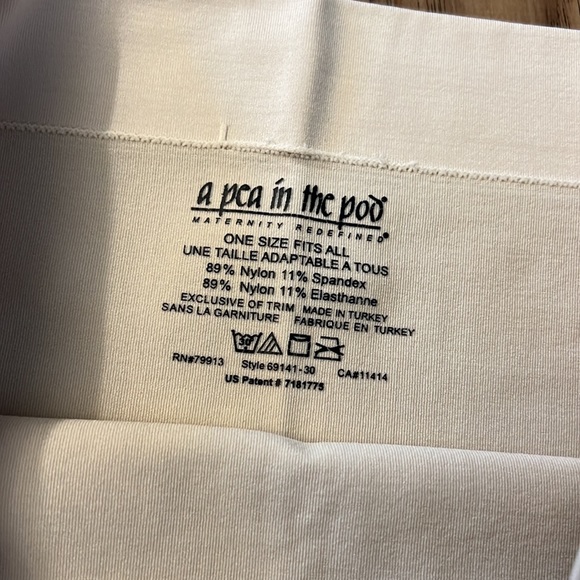 a pea in the pod®
MATERNITY REDEFINED®
ONE SIZE FITS ALL
UNE TAILLE ADAPTABLE A TOUS
89% Nylon 11% Spandex
89% Nylon 11% Elasthanne
EXCLUSIVE OF TRIM MADE IN TURKEY
SANS LA GARNITURE FABRIQUE EN TURKEY
30
RN#79913 Style 69141-30 CA#11414
US Patent # 7181775